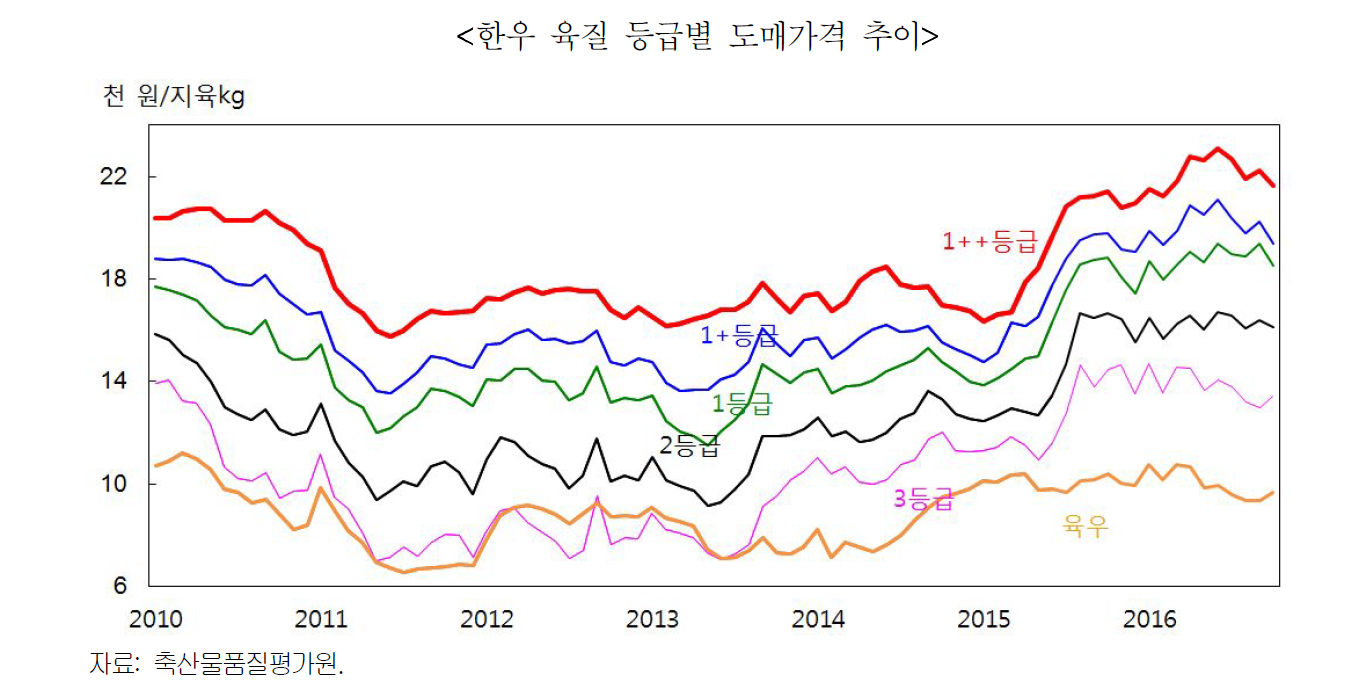 <한우 육질 등급별 도매가격 추이>
천 원/지육kg
22
18
14
10
6
1++등급
1+등급
1등급
2등급
3등급
육우
2010 2011 2012 2013 2014 2015 2016
자료: 축산물품질평가원.